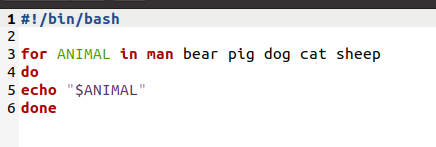 1 #!/bin/bash
2
3 for ANIMAL in man bear pig dog cat sheep
4 do
5 echo "$ANIMAL"
6 done